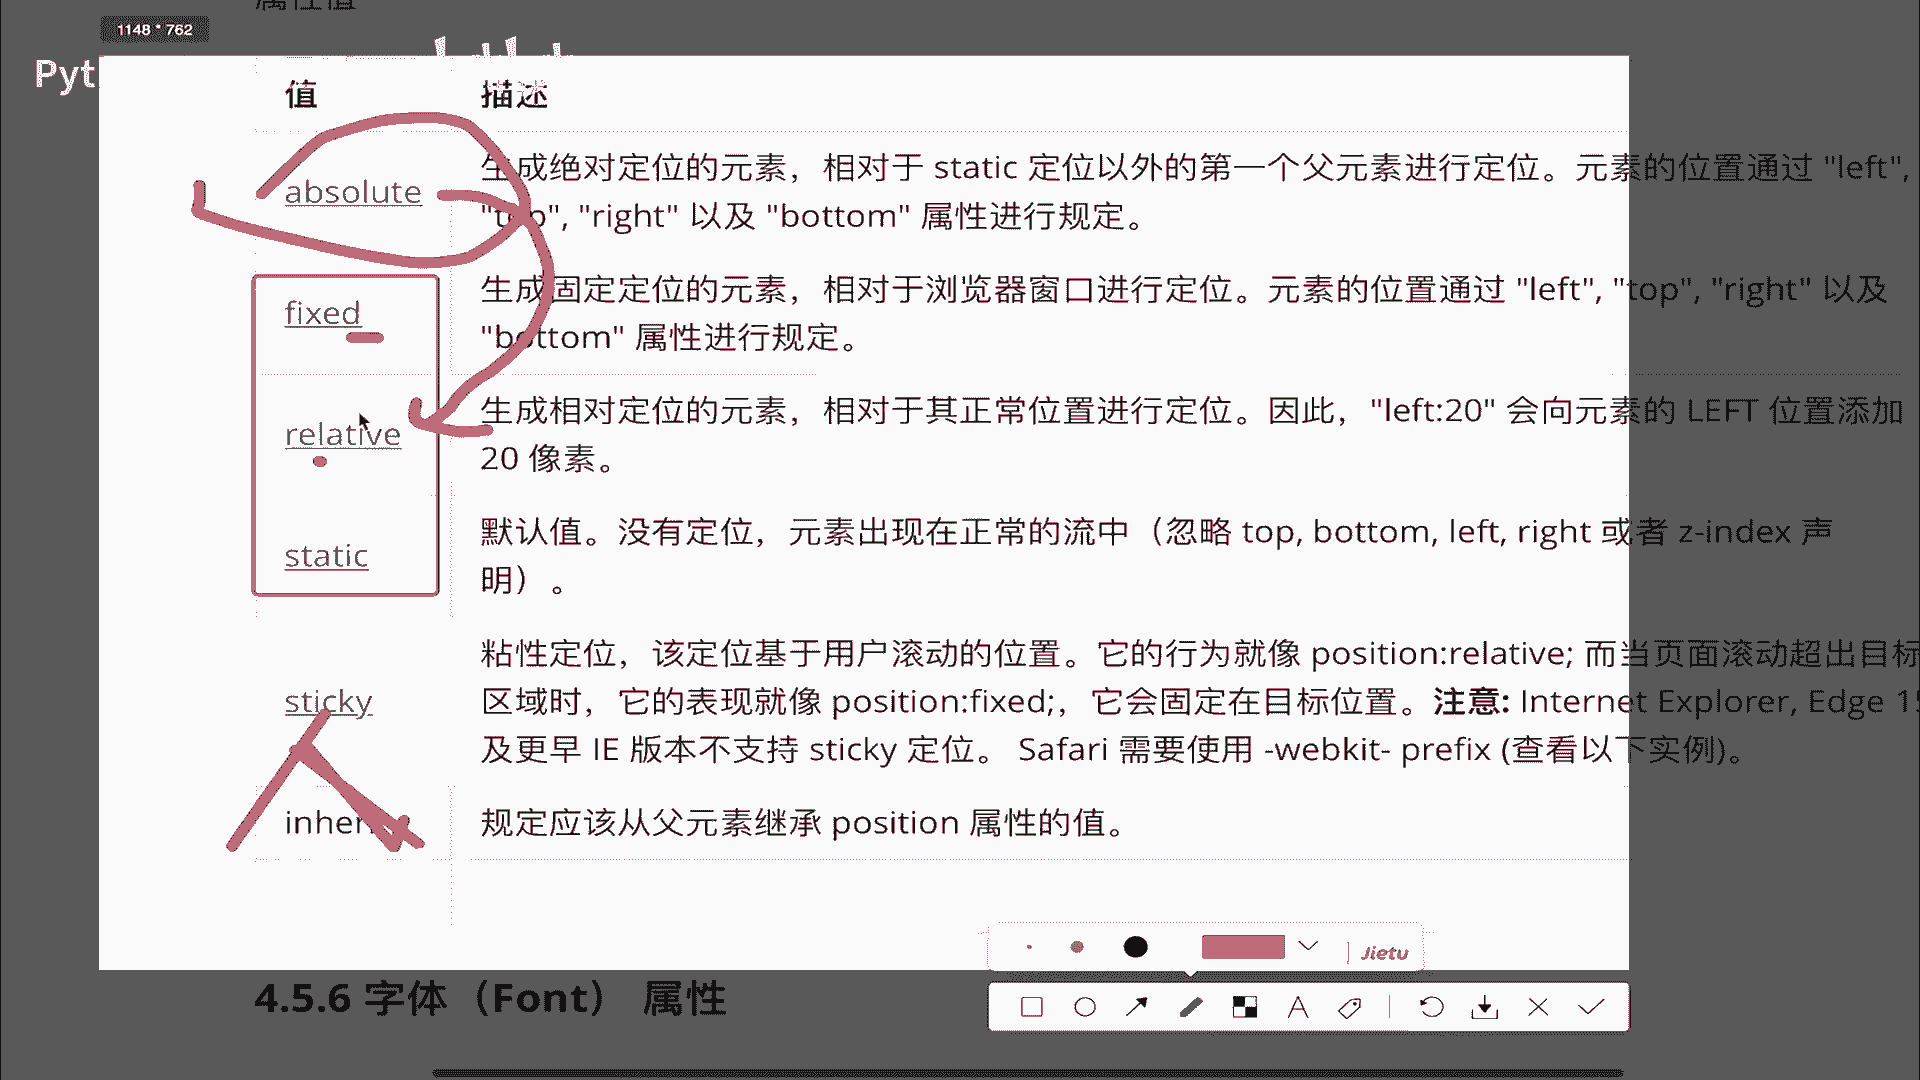 属性值
1148 * 762
Pyt
值 描述
absolute
生成绝对定位的元素，相对于 static 定位以外的第一个父元素进行定位。元素的位置通过 "left",
"top", "right" 以及 "bottom" 属性进行规定。
fixed
生成固定定位的元素，相对于浏览器窗口进行定位。元素的位置通过 "left", "top", "right" 以及
"bottom" 属性进行规定。
relative
生成相对定位的元素，相对于其正常位置进行定位。因此，"left:20" 会向元素的 LEFT 位置添加
20 像素。
static
默认值。没有定位，元素出现在正常的流中（忽略 top, bottom, left, right 或者 z-index 声
明）。
sticky
粘性定位，该定位基于用户滚动的位置。它的行为就像 position:relative; 而当页面滚动超出目标
区域时，它的表现就像 position:fixed;，它会固定在目标位置。注意: Internet Explorer, Edge 15
及更早 IE 版本不支持 sticky 定位。 Safari 需要使用 -webkit- prefix (查看以下实例)。
inherit
规定应该从父元素继承 position 属性的值。
Jietu
4.5.6 字体（Font） 属性